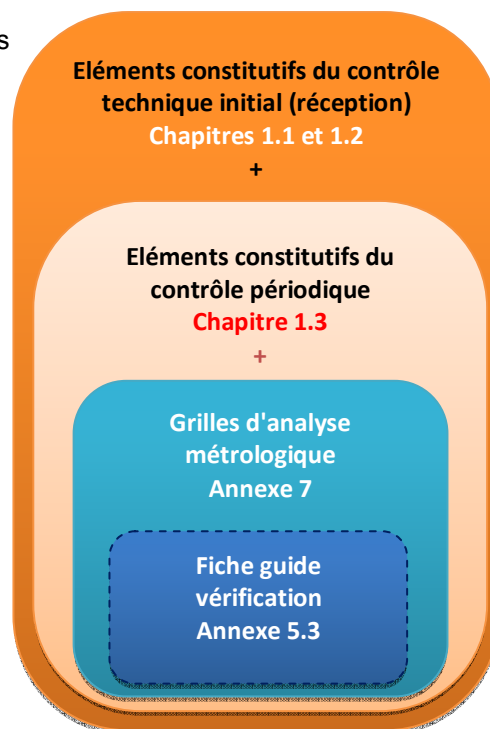 s
Eléments constitutifs du contrôle
technique initial (réception)
Chapitres 1.1 et 1.2
+
Eléments constitutifs du
contrôle périodique
Chapitre 1.3
+
Grilles d'analyse
métrologique
Annexe 7
Fiche guide
vérification
Annexe 5.3